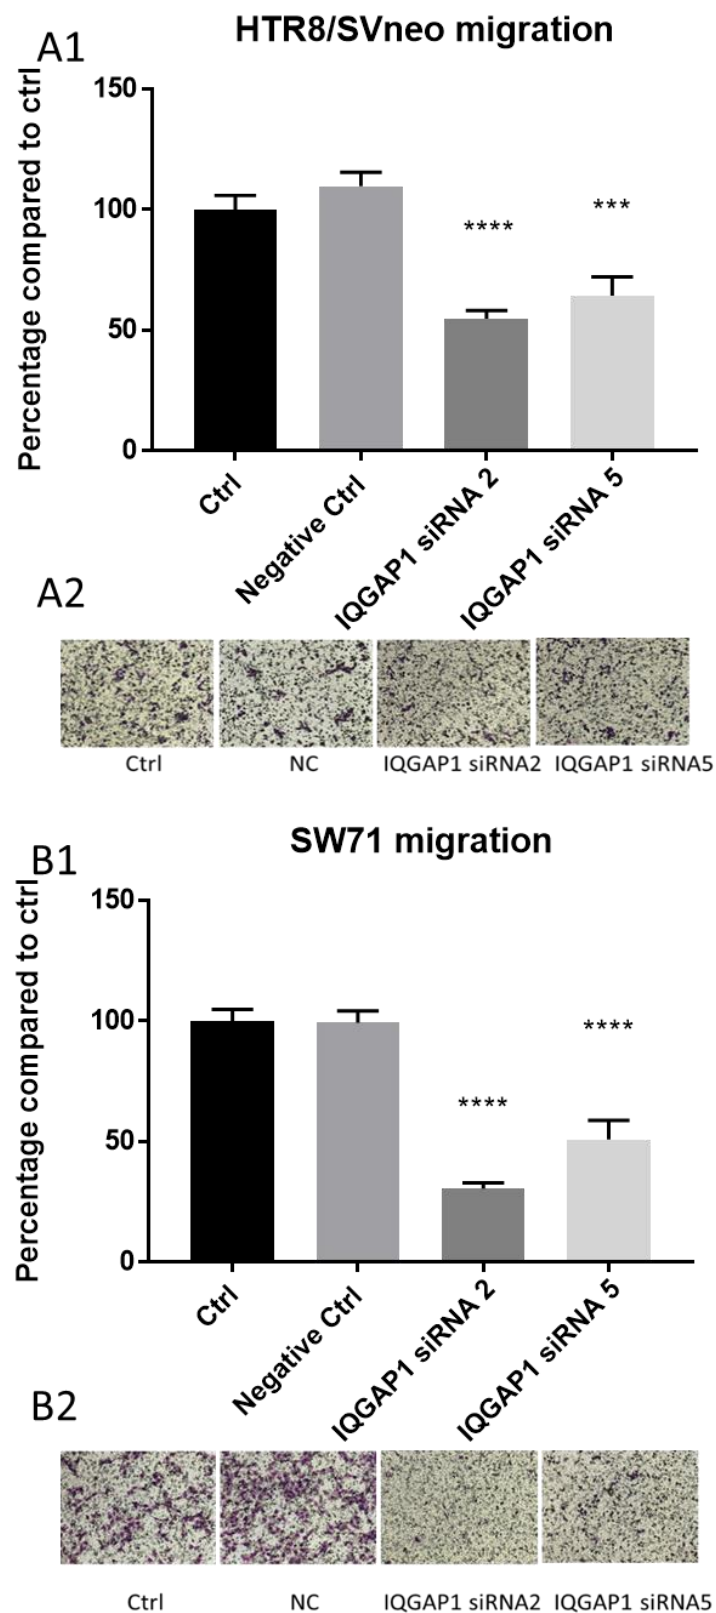 A1
HTR8/SVneo migration
Percentage compared to ctrl
150
100
50
0
****
***
Ctrl
Negative Ctrl
IQGAP1 siRNA 2
IQGAP1 siRNA 5
A2
Ctrl
NC
IQGAP1 siRNA2
IQGAP1 siRNA5
B1
SW71 migration
Percentage compared to ctrl
150
100
50
0
****
****
Ctrl
Negative Ctrl
IQGAP1 siRNA 2
IQGAP1 siRNA 5
B2
Ctrl
NC
IQGAP1 siRNA2
IQGAP1 siRNA5